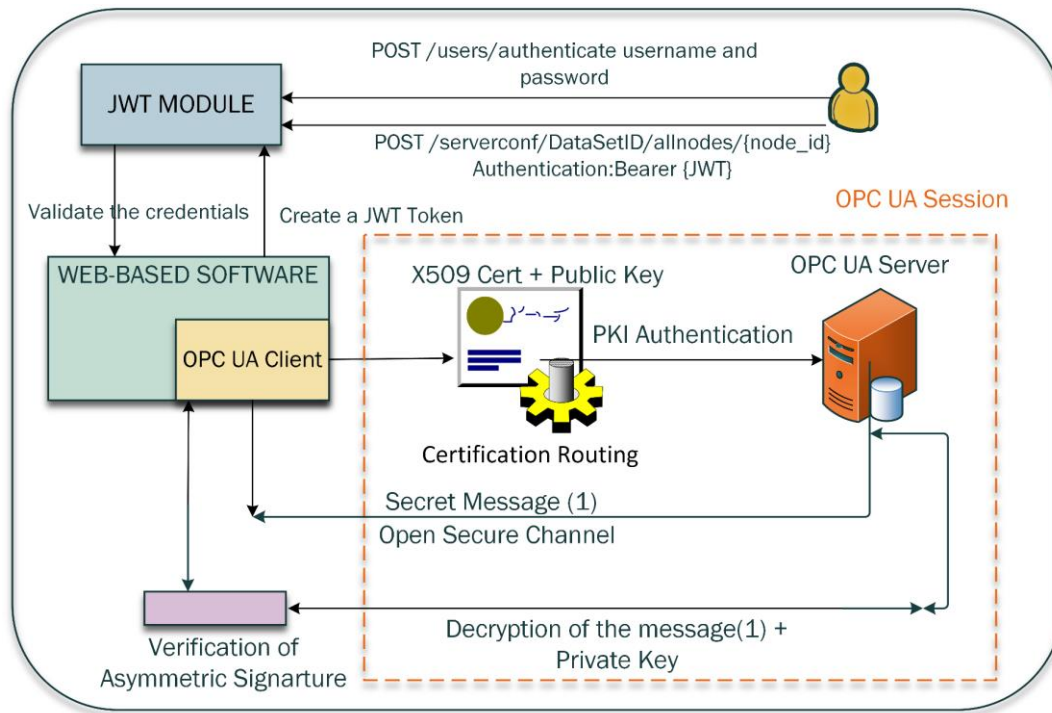 POST /users/authenticate username and
password
JWT MODULE
POST /serverconf/DataSetID/allnodes/{node_id}
Authentication:Bearer {JWT}
Validate the credentials
Create a JWT Token
OPC UA Session
WEB-BASED SOFTWARE
X509 Cert + Public Key
OPC UA Server
OPC UA Client
PKI Authentication
Certification Routing
Secret Message (1)
Open Secure Channel
Decryption of the message(1) +
Private Key
Verification of
Asymmetric Signarture